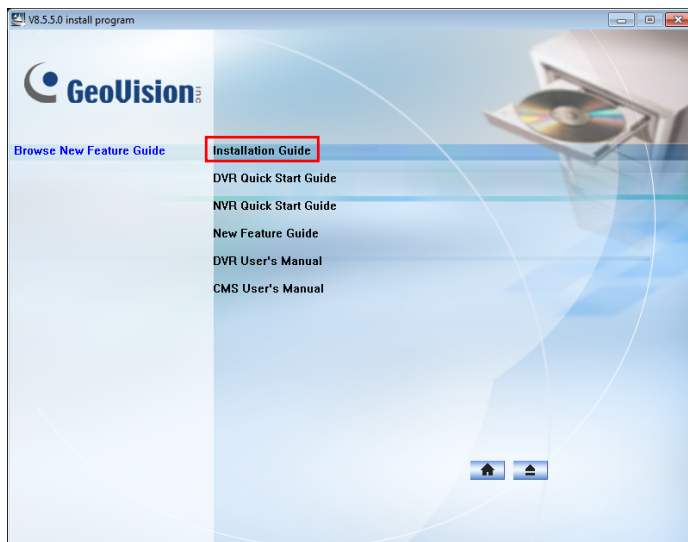 V8.5.5.0 install program
GeoVision inc
Browse New Feature Guide
Installation Guide
DVR Quick Start Guide
NVR Quick Start Guide
New Feature Guide
DVR User's Manual
CMS User's Manual